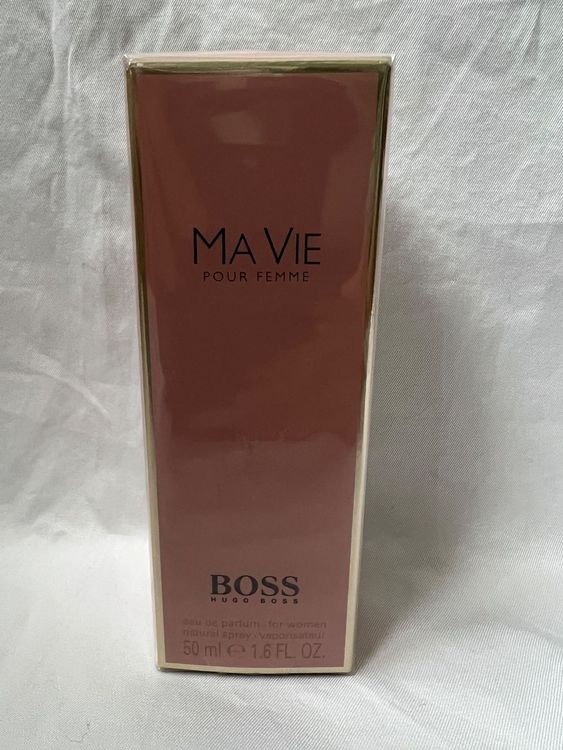 MA VIE
POUR FEMME
BOSS
HUGO BOSS
eau de parfum · for women
natural spray · vaporisateur
50 ml ℮ 1.6 FL. OZ.